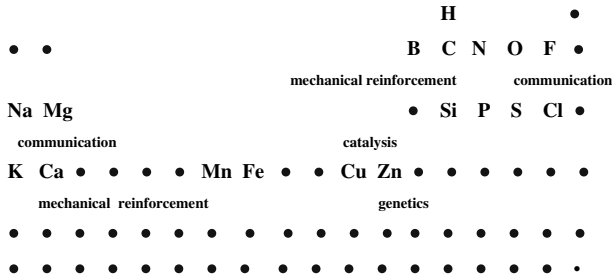 H •
• • B C N O F •
mechanical reinforcement communication
Na Mg • Si P S Cl •
communication catalysis
K Ca • • • • Mn Fe • • Cu Zn • • • • • •
mechanical reinforcement genetics
• • • • • • • • • • • • • • • • • •
• • • • • • • • • • • • • • • • • •